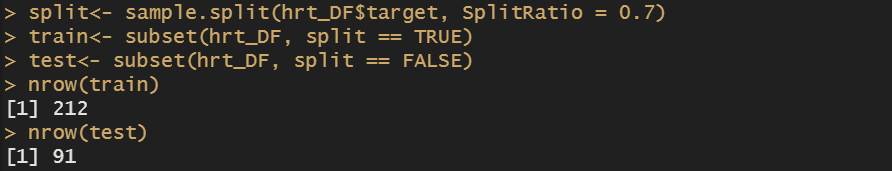 > split<- sample.split(hrt_DF$target, SplitRatio = 0.7)
> train<- subset(hrt_DF, split == TRUE)
> test<- subset(hrt_DF, split == FALSE)
> nrow(train)
[1] 212
> nrow(test)
[1] 91